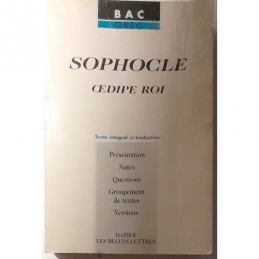 BAC
GREC
SOPHOCLE
ŒDIPE ROI
Texte intégral et traduction
Présentation
Notes
Questions
Groupement
de textes
Versions
HATIER
LES BELLES LETTRES